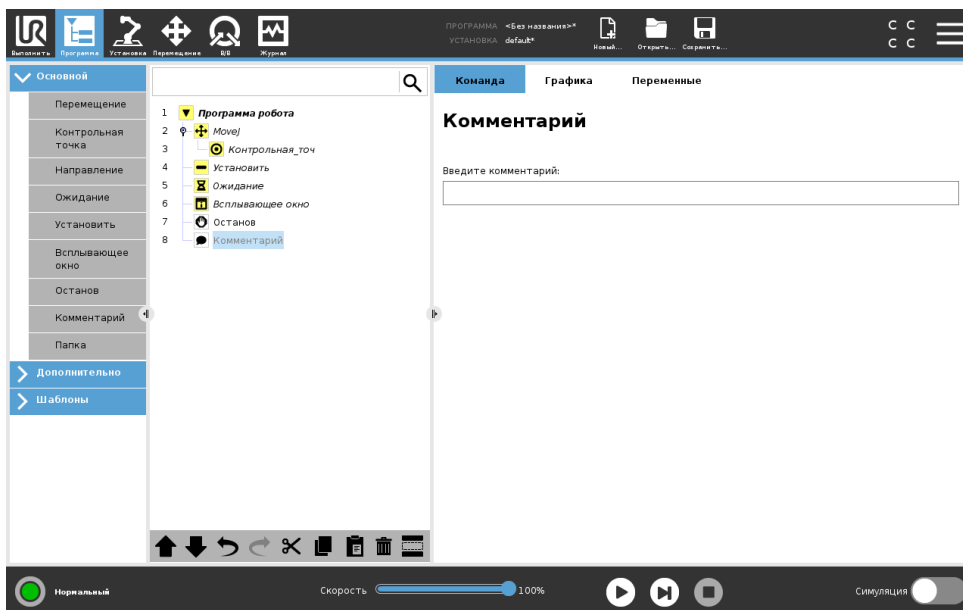 ПРОГРАММА <Без названия>*
УСТАНОВКА default*
UR
Выполнить Программа Установка Перемещение В/В Журнал
Новый... Открыть... Сохранить...
C C
C C
Основной
Перемещение
Контрольная
точка
Направление
Ожидание
Установить
Всплывающее
окно
Останов
Комментарий
Папка
Дополнительно
Шаблоны
1 Программа робота
2 MoveJ
3 Контрольная_точ
4 Установить
5 Ожидание
6 Всплывающее окно
7 Останов
8 Комментарий
Команда Графика Переменные
Комментарий
Введите комментарий:
Нормальный
Скорость 100%
Симуляция